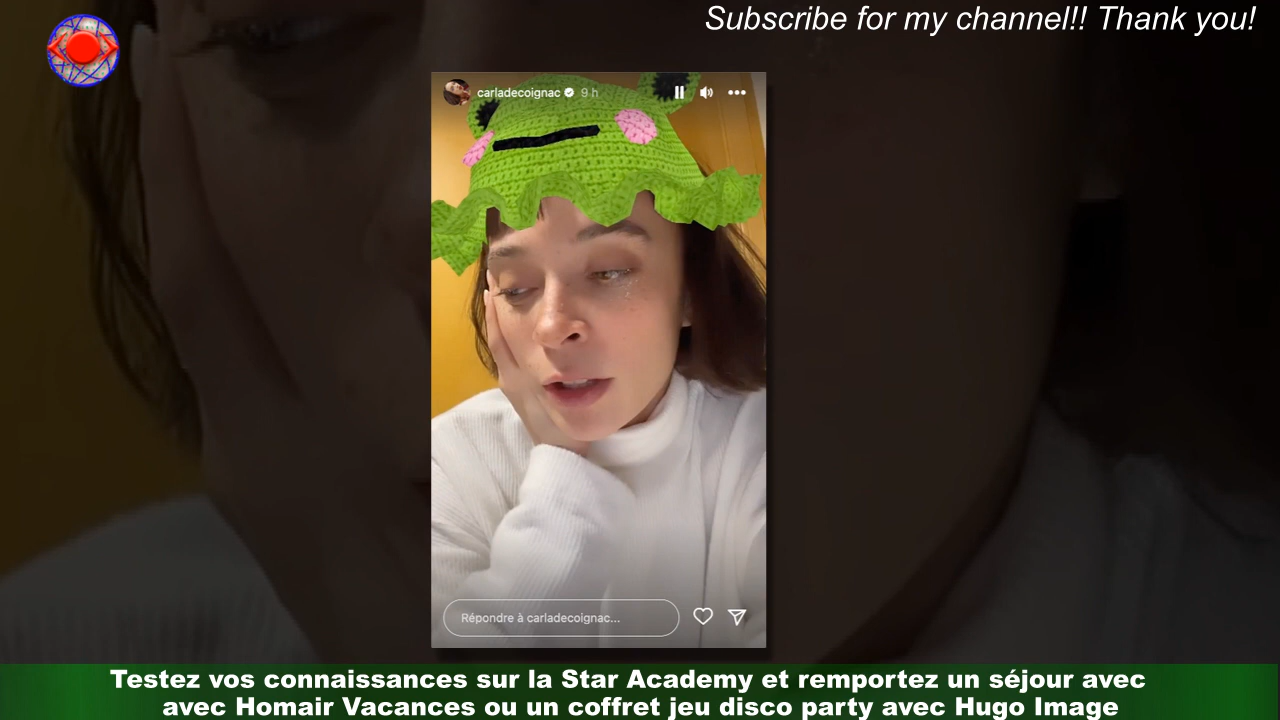 Subscribe for my channel!! Thank you!
carladecoignac 9 h
Répondre à carladecoignac...
Testez vos connaissances sur la Star Academy et remportez un séjour avec
avec Homair Vacances ou un coffret jeu disco party avec Hugo Image